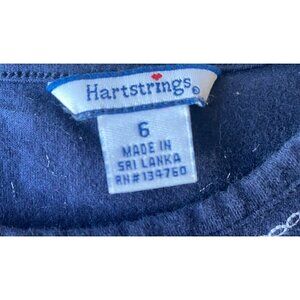 Hartstrings®
6
MADE IN
SRI LANKA
RN#134760